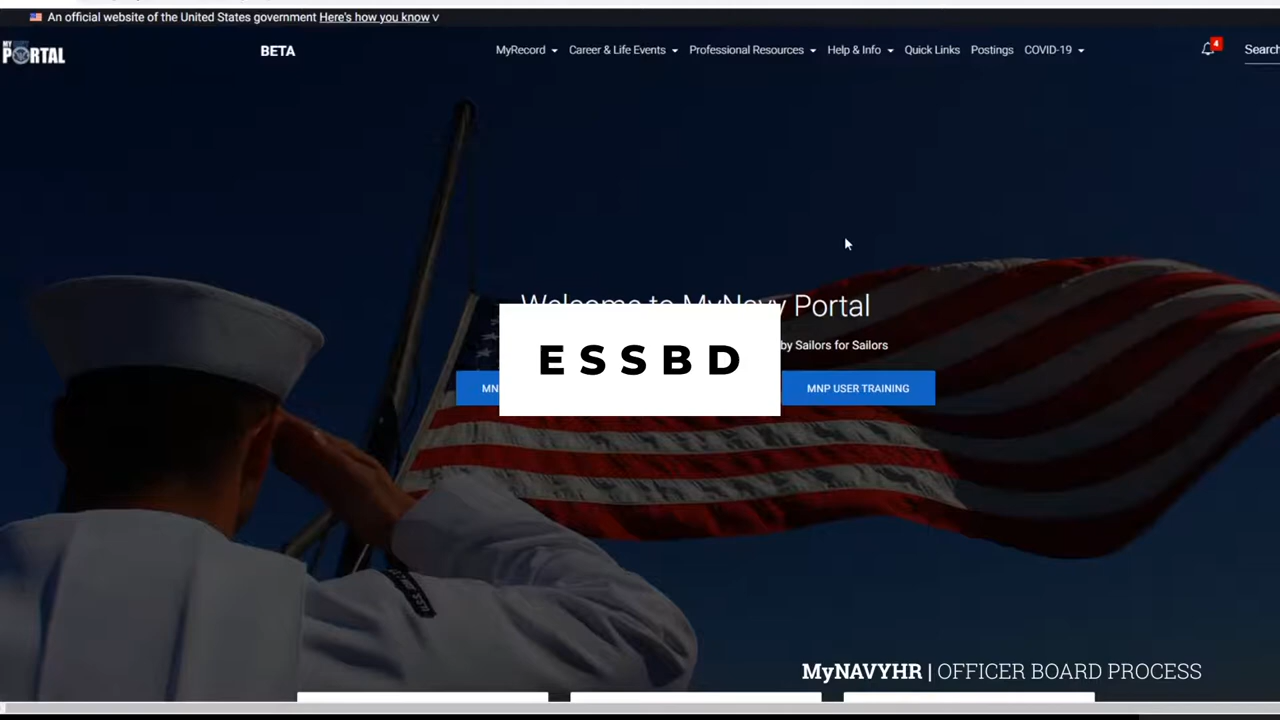 An official website of the United States government Here's how you know v
MY
PORTAL
BETA
MyRecord
Career & Life Events
Professional Resources
Help & Info
Quick Links
Postings
COVID-19
4
Search
Welcome to MyNavy Portal
by Sailors for Sailors
ESSBD
MN
MNP USER TRAINING
MyNAVYHR | OFFICER BOARD PROCESS